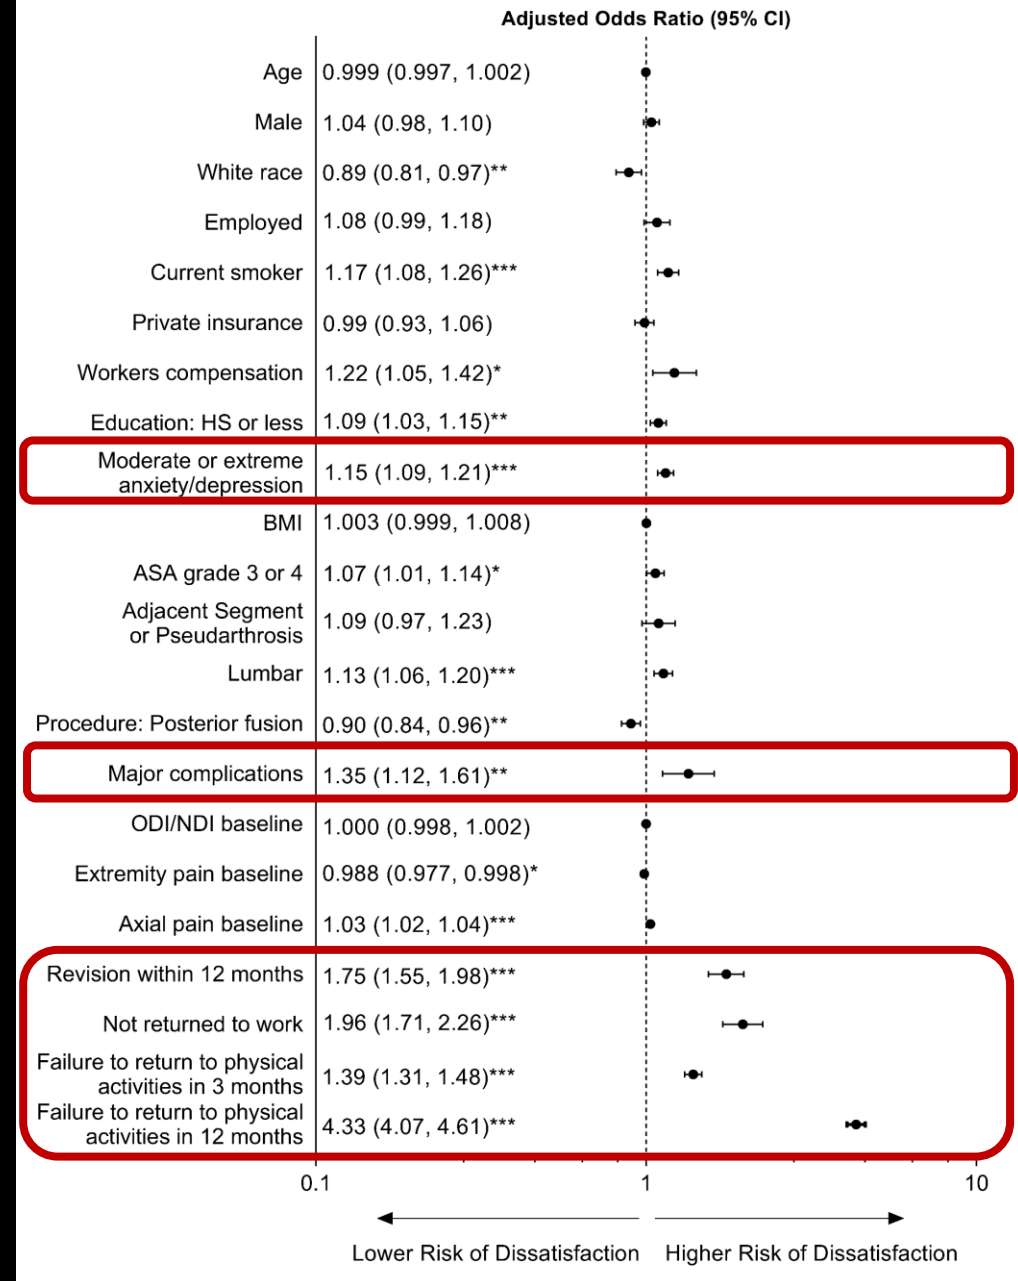 Adjusted Odds Ratio (95% CI)
Age 0.999 (0.997, 1.002)
Male 1.04 (0.98, 1.10)
White race 0.89 (0.81, 0.97)**
Employed 1.08 (0.99, 1.18)
Current smoker 1.17 (1.08, 1.26)***
Private insurance 0.99 (0.93, 1.06)
Workers compensation 1.22 (1.05, 1.42)*
Education: HS or less 1.09 (1.03, 1.15)**
Moderate or extreme
anxiety/depression 1.15 (1.09, 1.21)***
BMI 1.003 (0.999, 1.008)
ASA grade 3 or 4 1.07 (1.01, 1.14)*
Adjacent Segment
or Pseudarthrosis 1.09 (0.97, 1.23)
Lumbar 1.13 (1.06, 1.20)***
Procedure: Posterior fusion 0.90 (0.84, 0.96)**
Major complications 1.35 (1.12, 1.61)**
ODI/NDI baseline 1.000 (0.998, 1.002)
Extremity pain baseline 0.988 (0.977, 0.998)*
Axial pain baseline 1.03 (1.02, 1.04)***
Revision within 12 months 1.75 (1.55, 1.98)***
Not returned to work 1.96 (1.71, 2.26)***
Failure to return to physical
activities in 3 months 1.39 (1.31, 1.48)***
Failure to return to physical
activities in 12 months 4.33 (4.07, 4.61)***
0.1 1 10
Lower Risk of Dissatisfaction Higher Risk of Dissatisfaction